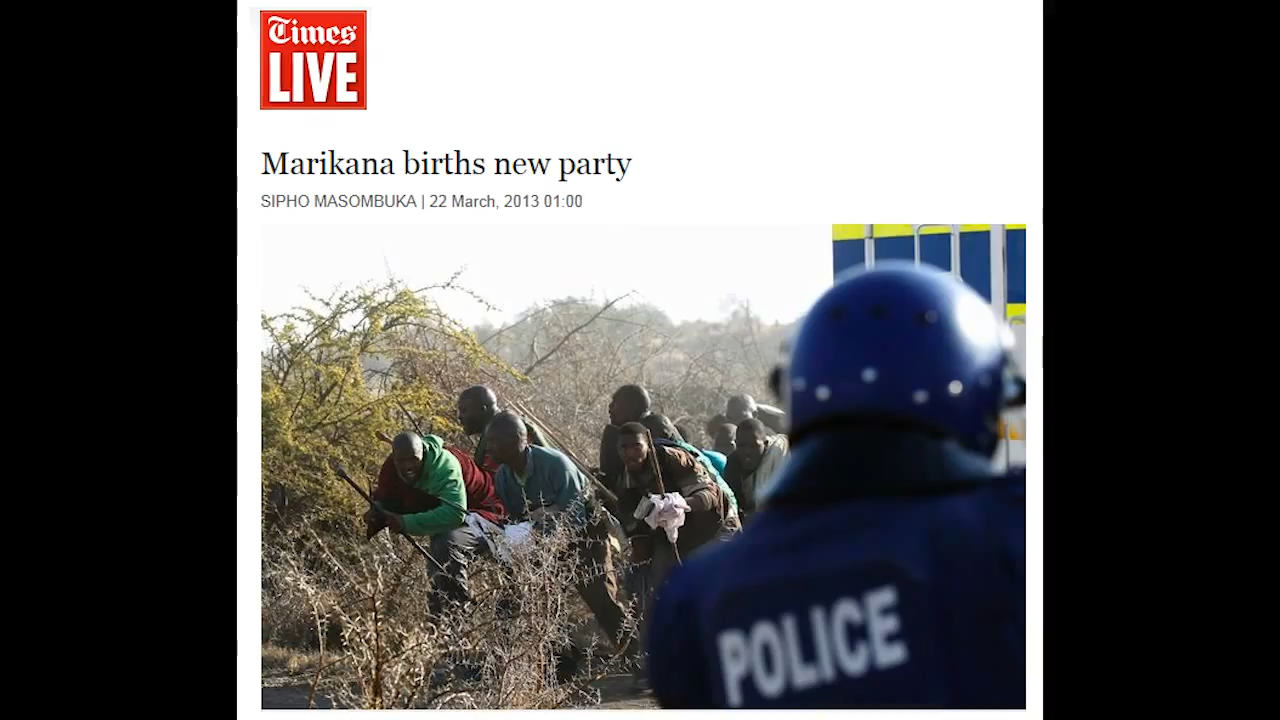 Times
LIVE
Marikana births new party
SIPHO MASOMBUKA | 22 March, 2013 01:00
POLICE